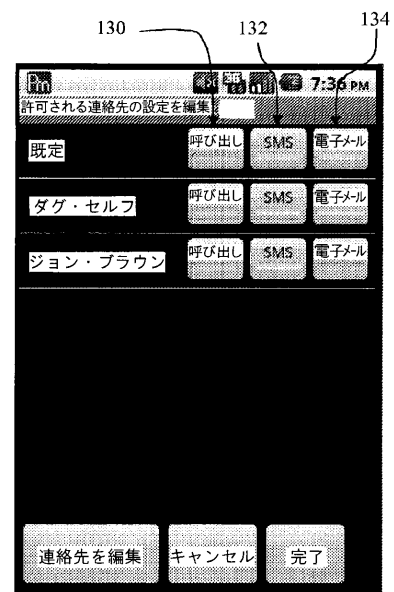 130
132
134
7:36 PM
許可される連絡先の設定を編集
既定
呼び出し
SMS
電子メール
ダグ・セルフ
呼び出し
SMS
電子メール
ジョン・ブラウン
呼び出し
SMS
電子メール
連絡先を編集
キャンセル
完了